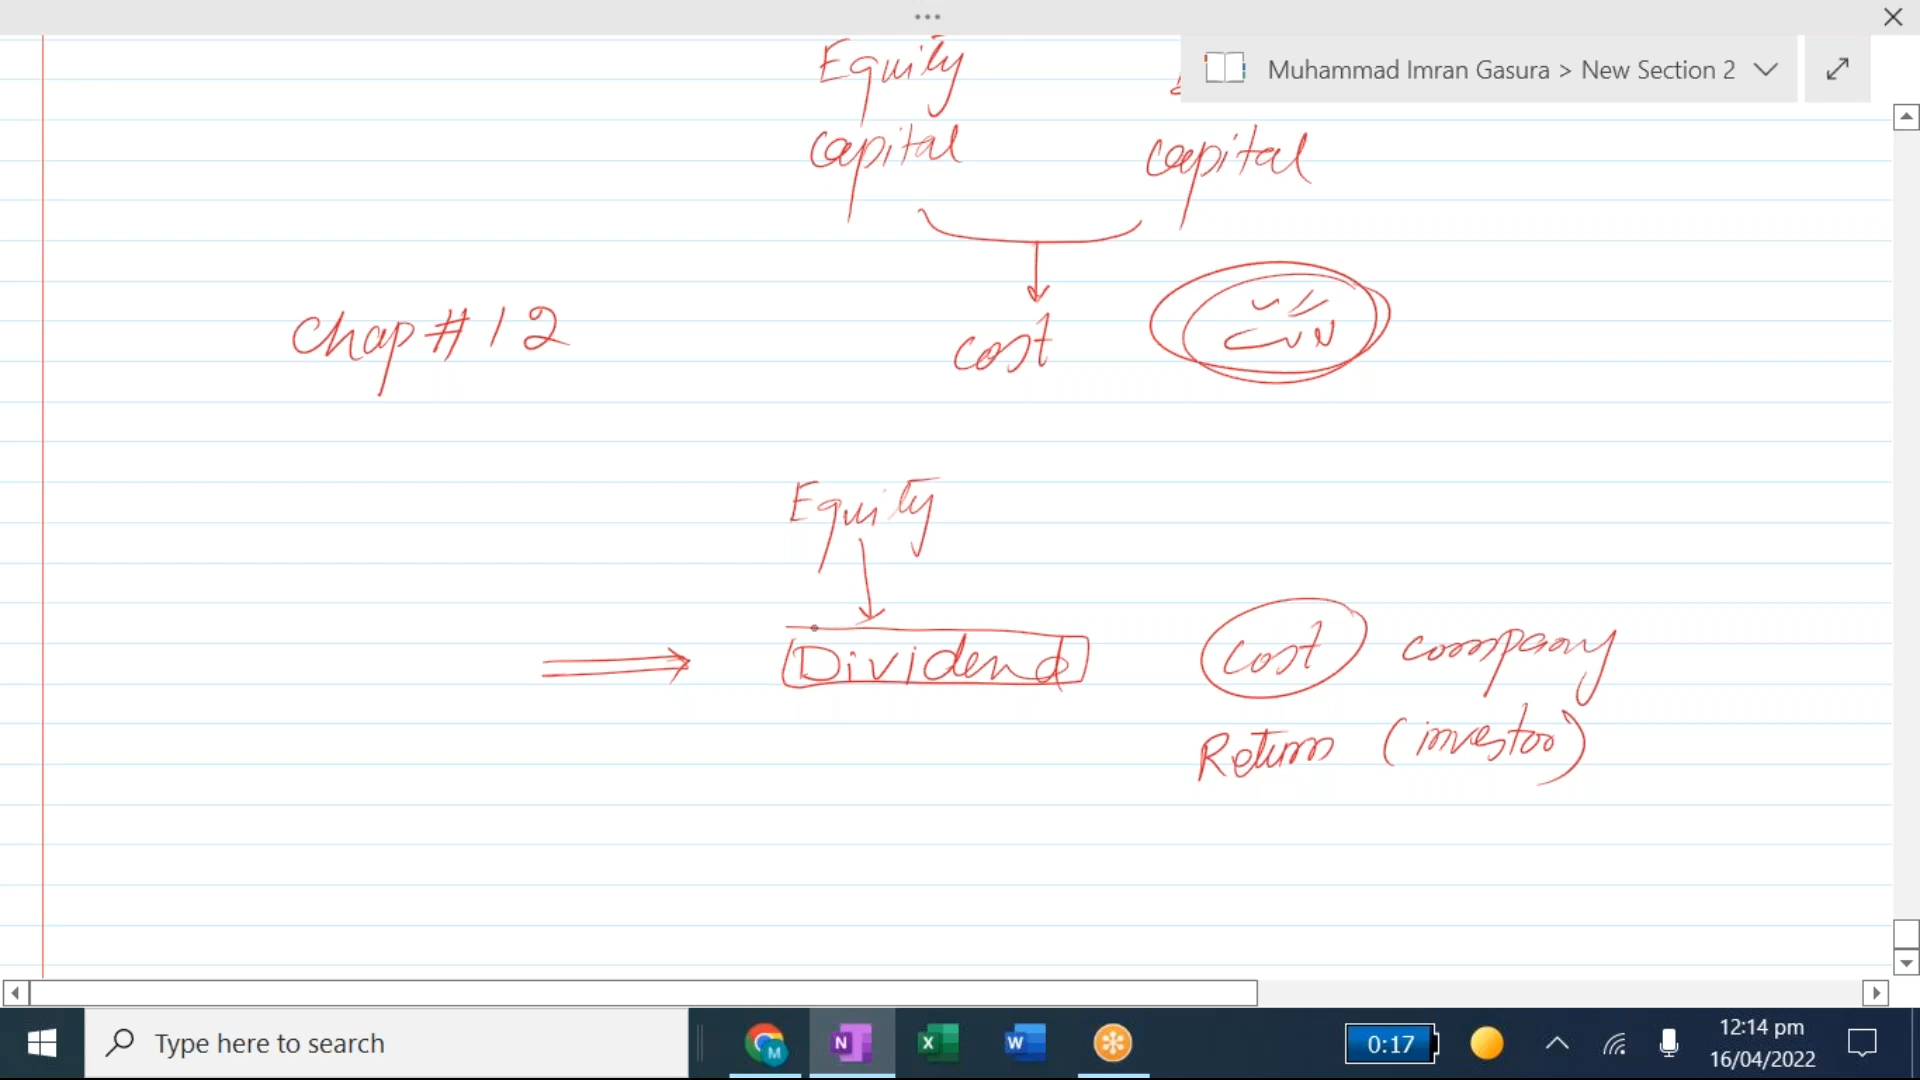 Muhammad Imran Gasura > New Section 2
Equity
capital capital
Chap # 12 cost
Equity
Dividend cost company
Return (investor)
Type here to search
0:17
12:14 pm
16/04/2022